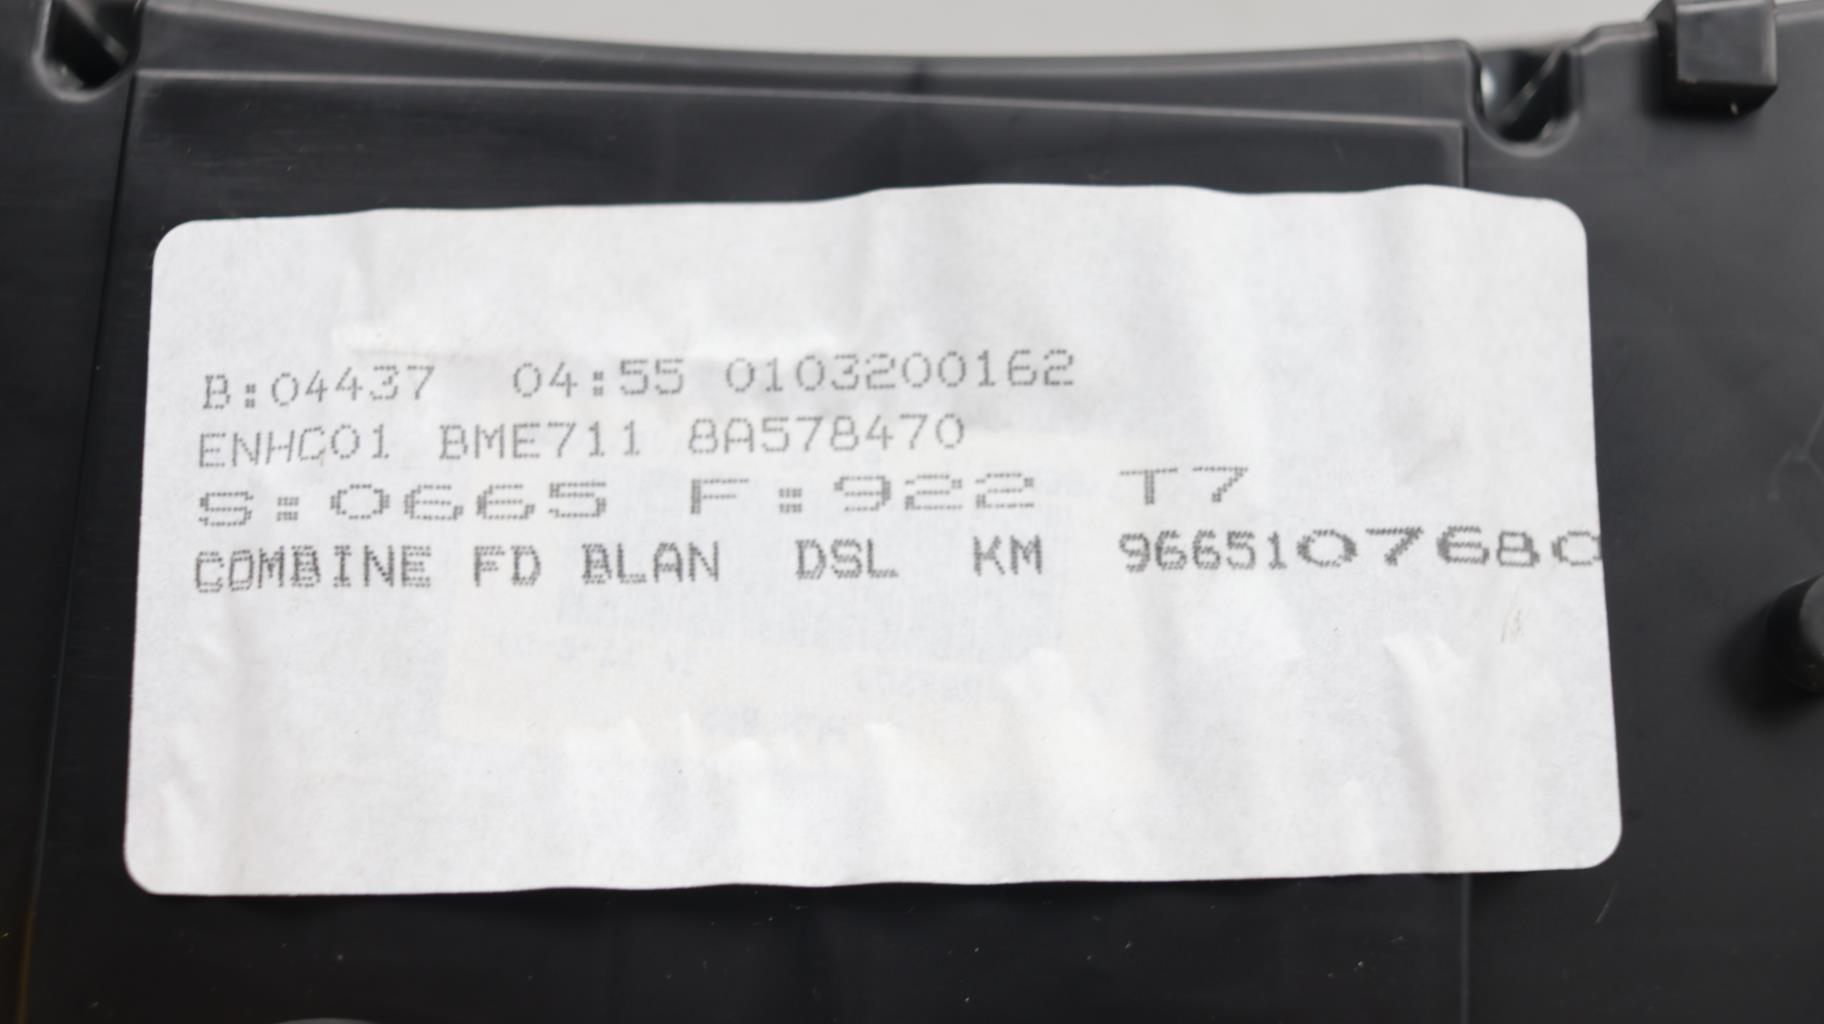 B:04437 04:55 0103200162
ENHC01 BME711 8A578470
S:0665 F:922 T7
COMBINE FD BLAN DSL KM 9665107680